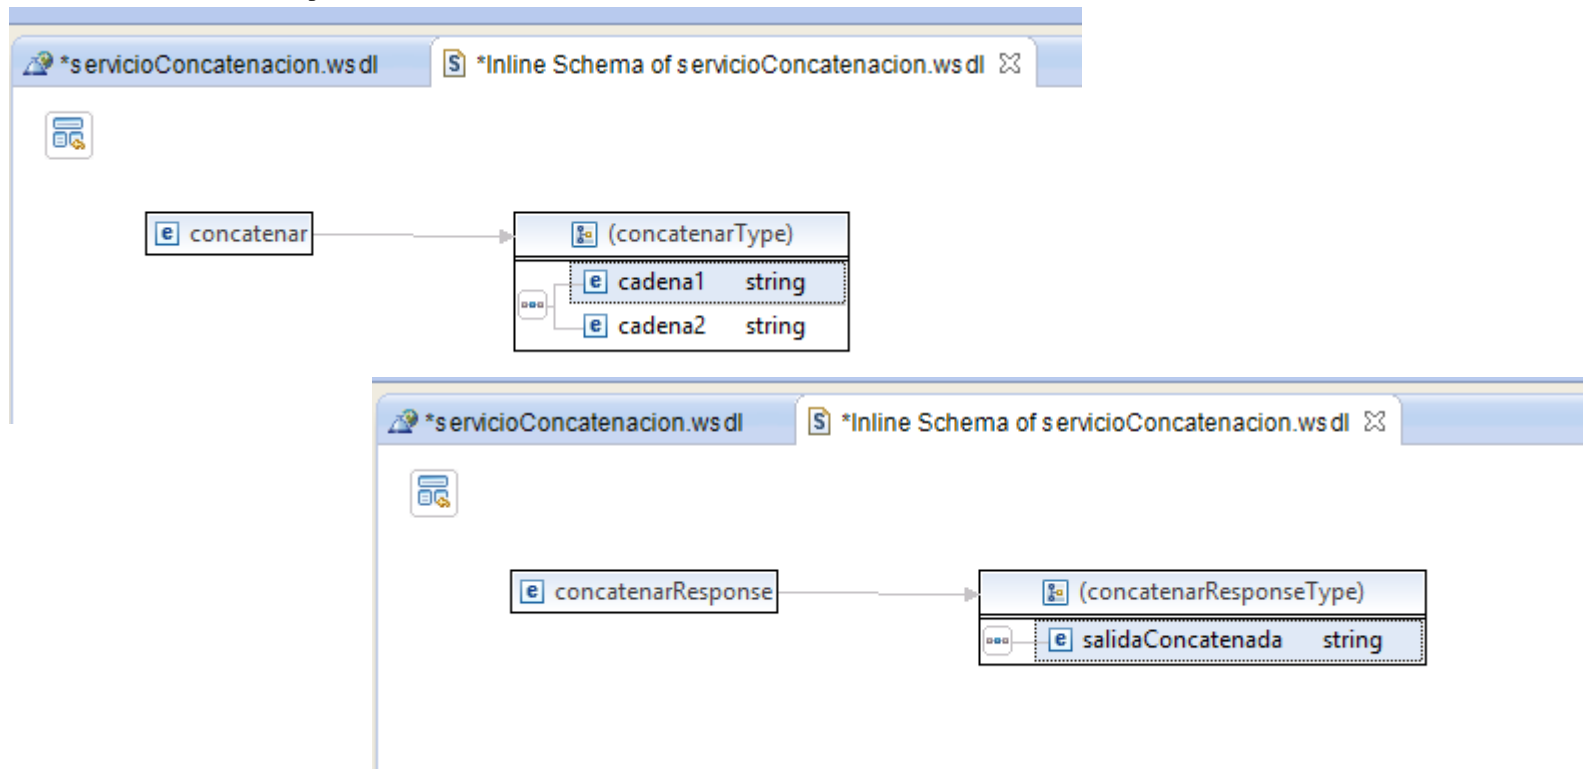 *servicioConcatenacion.wsdl
*Inline Schema of servicioConcatenacion.wsdl
e concatenar
(concatenarType)
e cadena1 string
e cadena2 string
*servicioConcatenacion.wsdl
S *Inline Schema of servicioConcatenacion.wsdl
e concatenarResponse
(concatenarResponseType)
e salidaConcatenada string